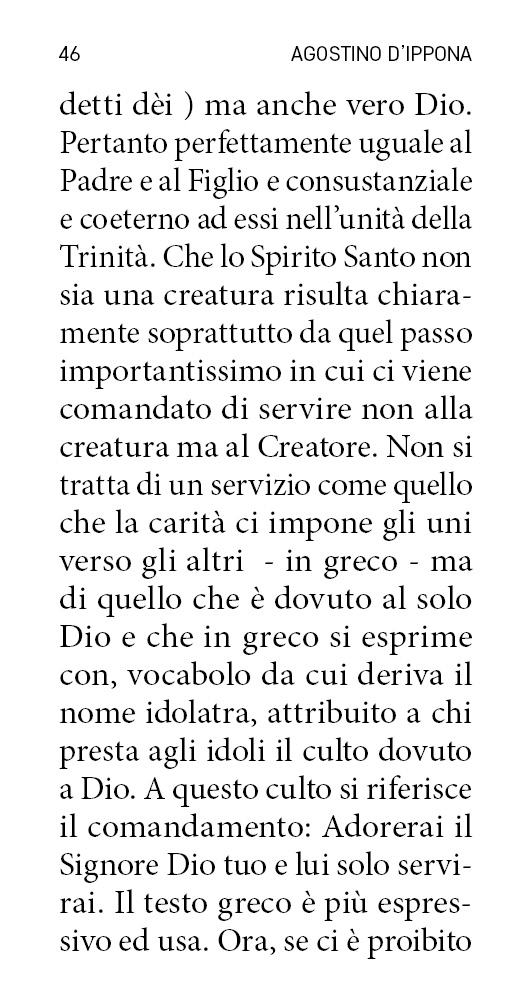 46 AGOSTINO D'IPPONA
detti dèi ) ma anche vero Dio.
Pertanto perfettamente uguale al
Padre e al Figlio e consustanziale
e coeterno ad essi nell'unità della
Trinità. Che lo Spirito Santo non
sia una creatura risulta chiara-
mente soprattutto da quel passo
importantissimo in cui ci viene
comandato di servire non alla
creatura ma al Creatore. Non si
tratta di un servizio come quello
che la carità ci impone gli uni
verso gli altri  - in greco - ma
di quello che è dovuto al solo
Dio e che in greco si esprime
con, vocabolo da cui deriva il
nome idolatra, attribuito a chi
presta agli idoli il culto dovuto
a Dio. A questo culto si riferisce
il comandamento: Adorerai il
Signore Dio tuo e lui solo servi-
rai. Il testo greco è più espres-
sivo ed usa. Ora, se ci è proibito